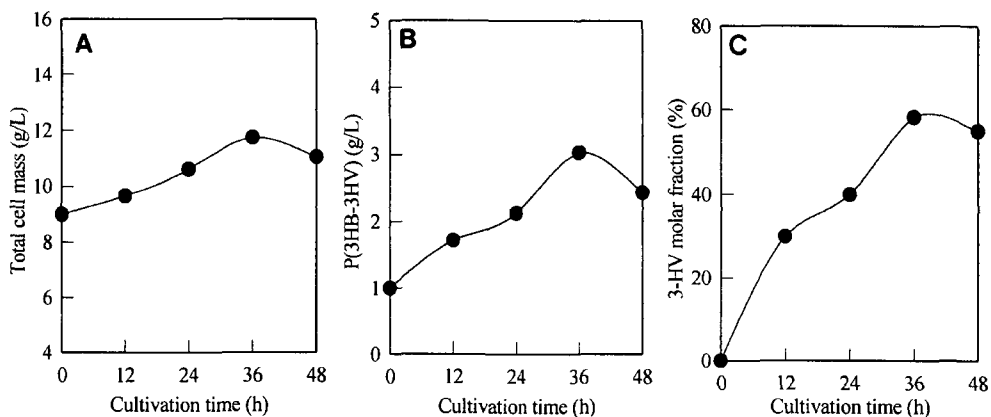 A
Total cell mass (g/L)
16
14
12
10
8
6
4
0 12 24 36 48
Cultivation time (h)
B
P(3HB-3HV) (g/L)
5
4
3
2
1
0
0 12 24 36 48
Cultivation time (h)
C
3-HV molar fraction (%)
80
60
40
20
0
0 12 24 36 48
Cultivation time (h)